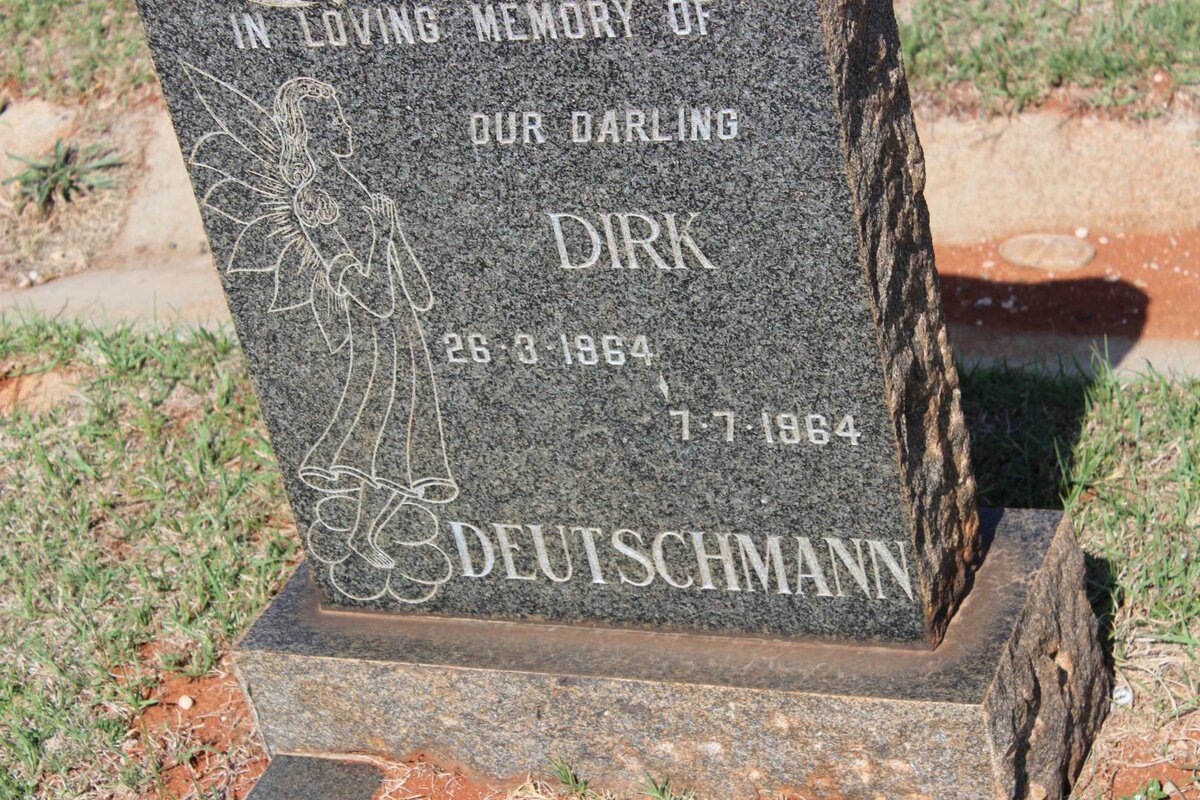 IN LOVING MEMORY OF
OUR DARLING
DIRK
26·3·1964
7·7·1964
DEUTSCHMANN